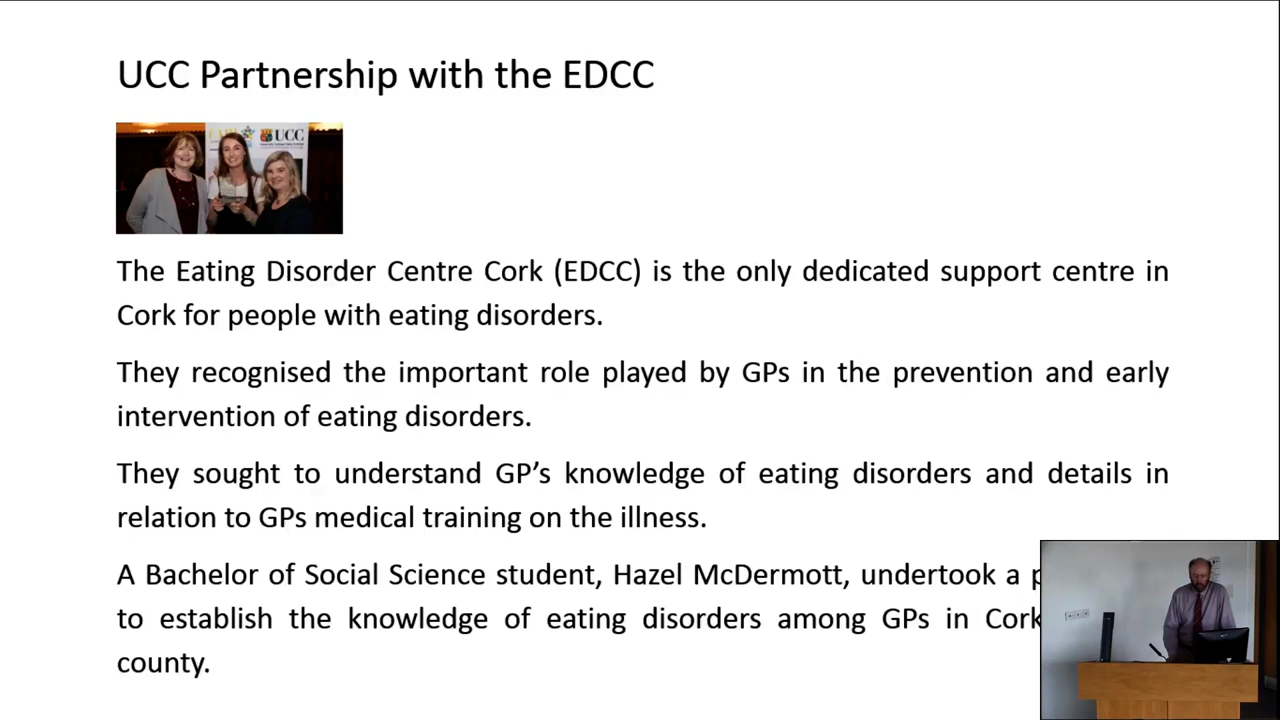 UCC Partnership with the EDCC
UCC
The Eating Disorder Centre Cork (EDCC) is the only dedicated support centre in
Cork for people with eating disorders.
They recognised the important role played by GPs in the prevention and early
intervention of eating disorders.
They sought to understand GP’s knowledge of eating disorders and details in
relation to GPs medical training on the illness.
A Bachelor of Social Science student, Hazel McDermott, undertook a
to establish the knowledge of eating disorders among GPs in Cork
county.